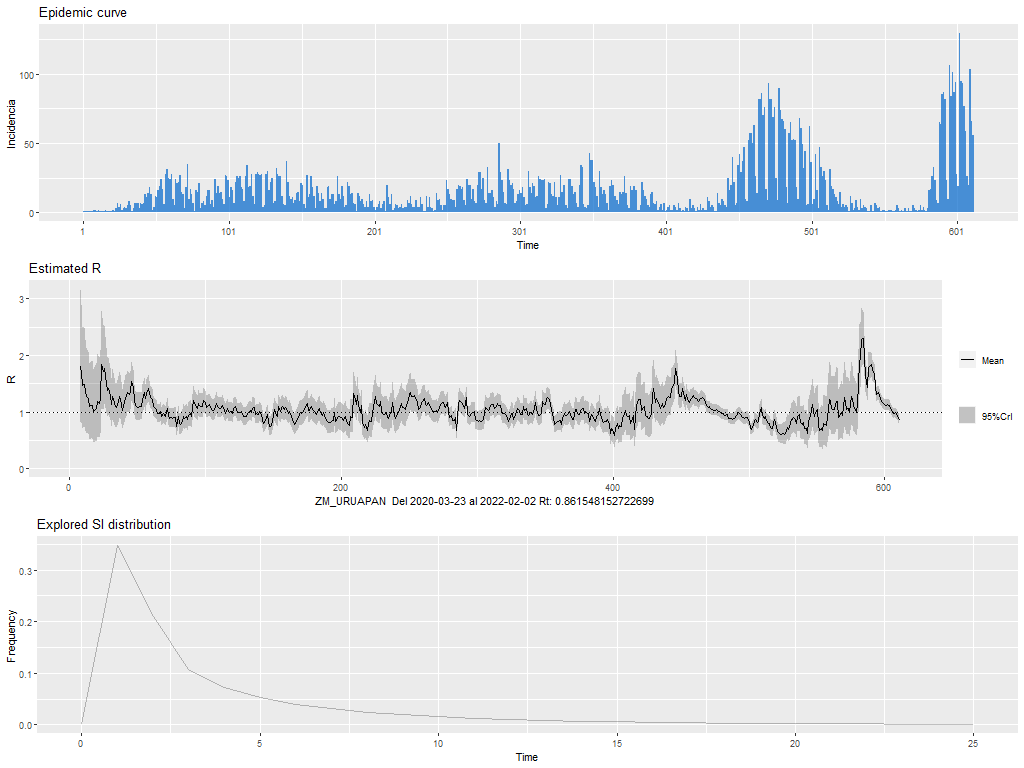 Epidemic curve
Incidencia
100
50
0
1
101
201
301
401
501
601
Time
Estimated R
R
3
2
1
0
0
200
400
600
Mean
95%CrI
ZM_URUAPAN Del 2020-03-23 al 2022-02-02 Rt: 0.861548152722699
Explored SI distribution
Frequency
0.3
0.2
0.1
0.0
0
5
10
15
20
25
Time